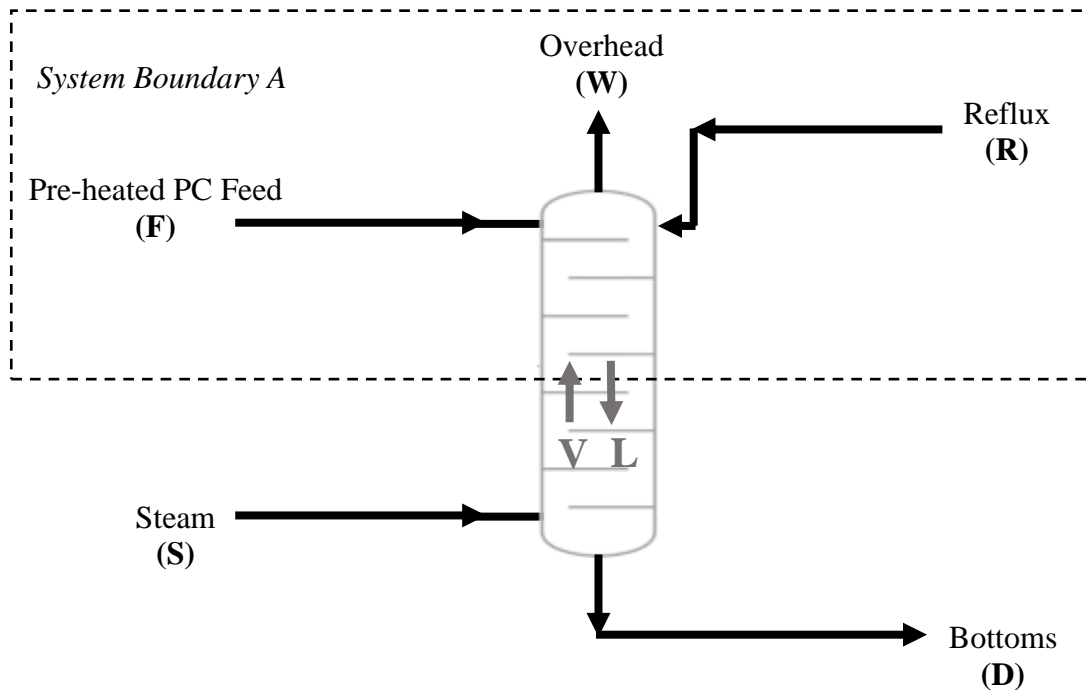 Overhead
(W)
System Boundary A
Reflux
(R)
Pre-heated PC Feed
(F)
V L
Steam
(S)
Bottoms
(D)